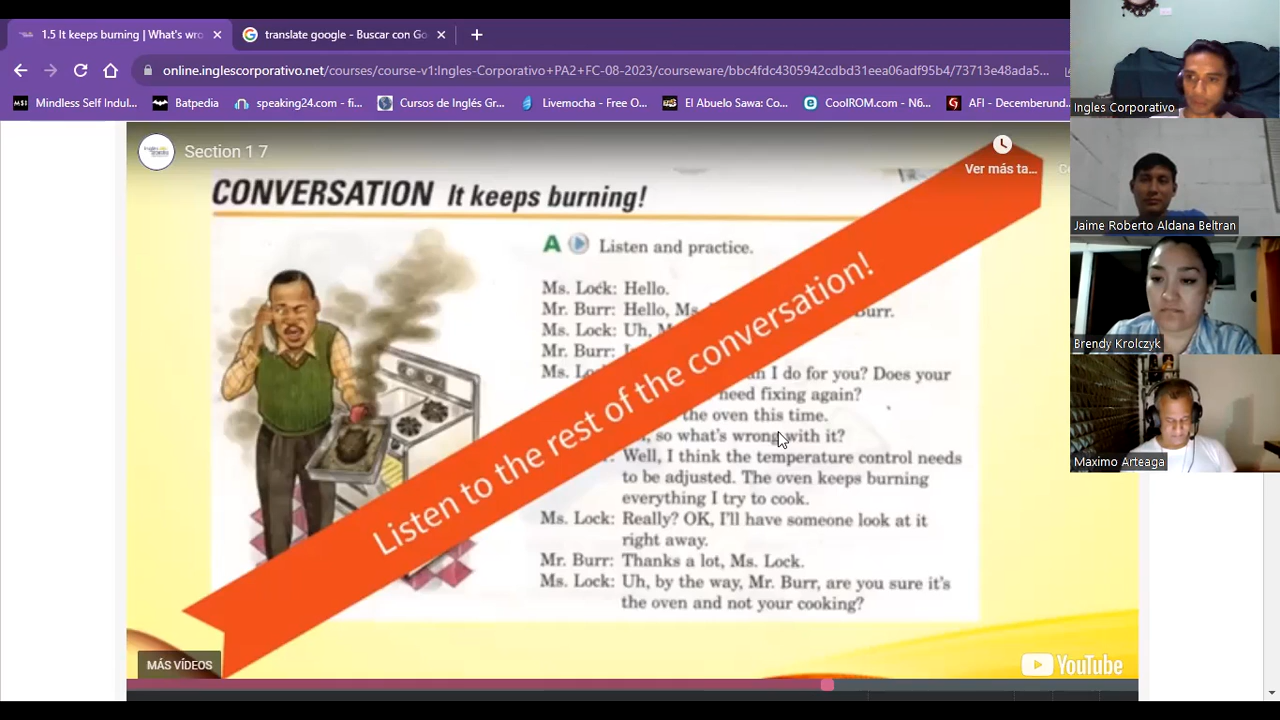 1.5 It keeps burning | What's wro
translate google - Buscar con Go
online.inglescorporativo.net/courses/course-v1:Ingles-Corporativo+PA2+FC-08-2023/courseware/bbc4fdc4305942cdbd31eea06adf95b4/73713e48ada5...
Mindless Self Indul...
Batpedia
speaking24.com - fi...
Cursos de Inglés Gr...
Livemocha - Free O...
El Abuelo Sawa: Co...
CoolROM.com - N6...
AFI - Decemberund...
Section 1 7
Ver más ta...
CONVERSATION It keeps burning!
A Listen and practice.
Ms. Lock: Hello.
Mr. Burr: Hello, Ms. Burr.
Ms. Lock: Uh,
Mr. Burr:
Ms. I do for you? Does your
need fixing again?
the oven this time.
so what's wrong with it?
Well, I think the temperature control needs
to be adjusted. The oven keeps burning
everything I try to cook.
Ms. Lock: Really? OK, I'll have someone look at it
right away.
Mr. Burr: Thanks a lot, Ms. Lock.
Ms. Lock: Uh, by the way, Mr. Burr, are you sure it's
the oven and not your cooking?
Listen to the rest of the conversation!
MÁS VÍDEOS
YouTube
Ingles Corporativo
Jaime Roberto Aldana Beltran
Brendy Krolczyk
Maximo Arteaga